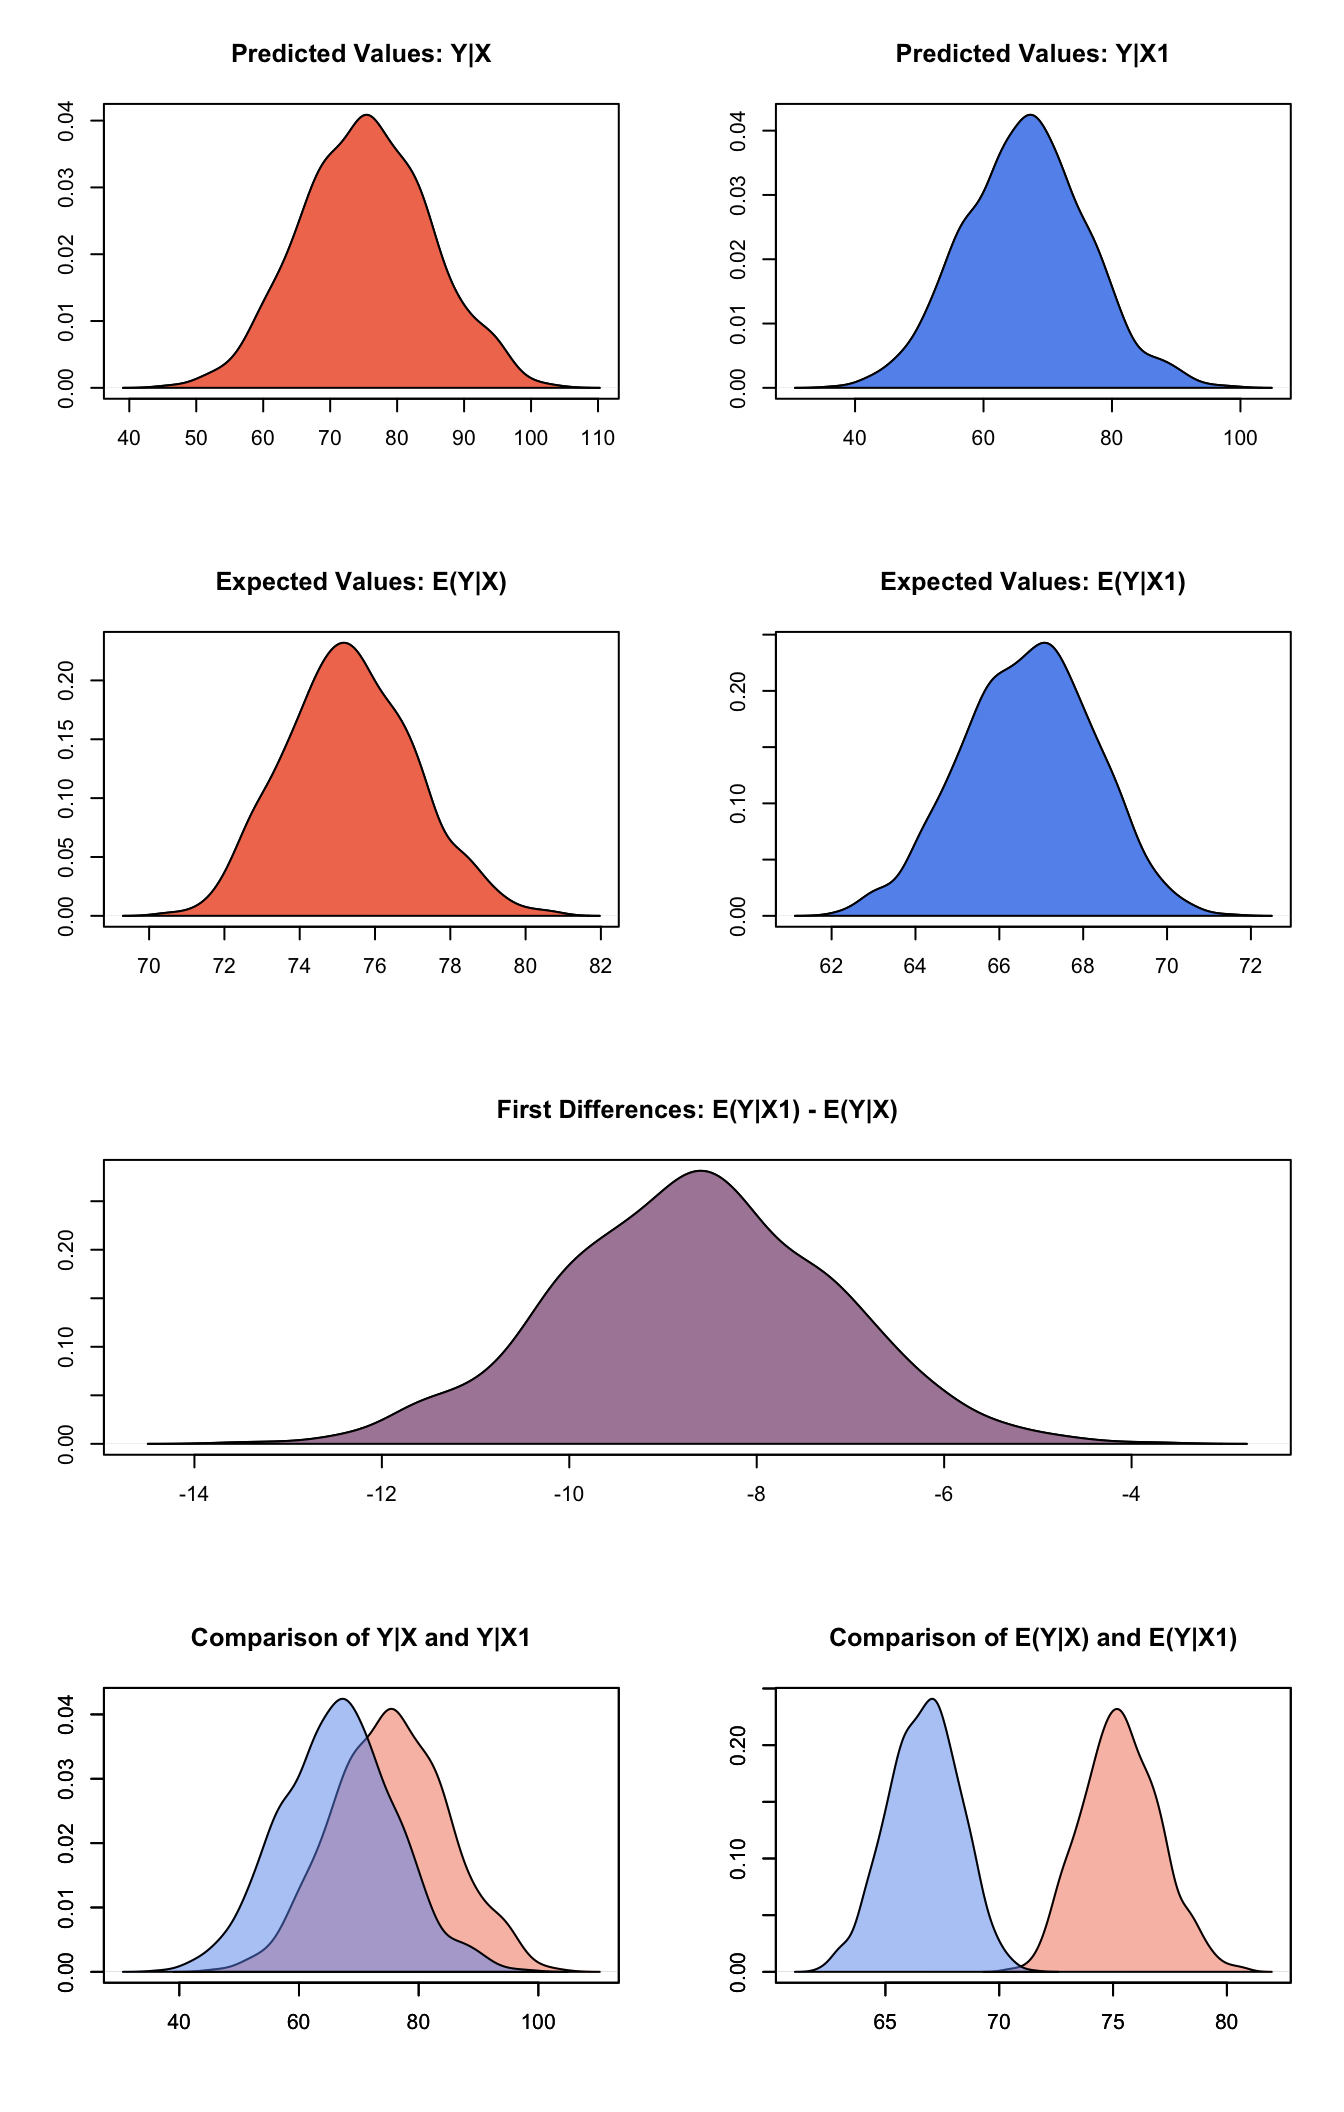 Predicted Values: Y|X
0.00 0.01 0.02 0.03 0.04
40 50 60 70 80 90 100 110
Predicted Values: Y|X1
0.00 0.01 0.02 0.03 0.04
40 60 80 100
Expected Values: E(Y|X)
0.00 0.05 0.10 0.15 0.20
70 72 74 76 78 80 82
Expected Values: E(Y|X1)
0.00 0.10 0.20
62 64 66 68 70 72
First Differences: E(Y|X1) - E(Y|X)
0.00 0.10 0.20
-14 -12 -10 -8 -6 -4
Comparison of Y|X and Y|X1
0.00 0.01 0.02 0.03 0.04
40 60 80 100
Comparison of E(Y|X) and E(Y|X1)
0.00 0.10 0.20
65 70 75 80